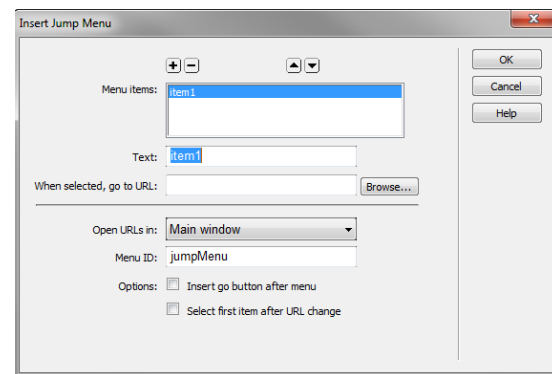 Insert Jump Menu
OK
Menu items: item1
Cancel
Help
Text: item1
When selected, go to URL: Browse...
Open URLs in: Main window
Menu ID: jumpMenu
Options: Insert go button after menu
Select first item after URL change